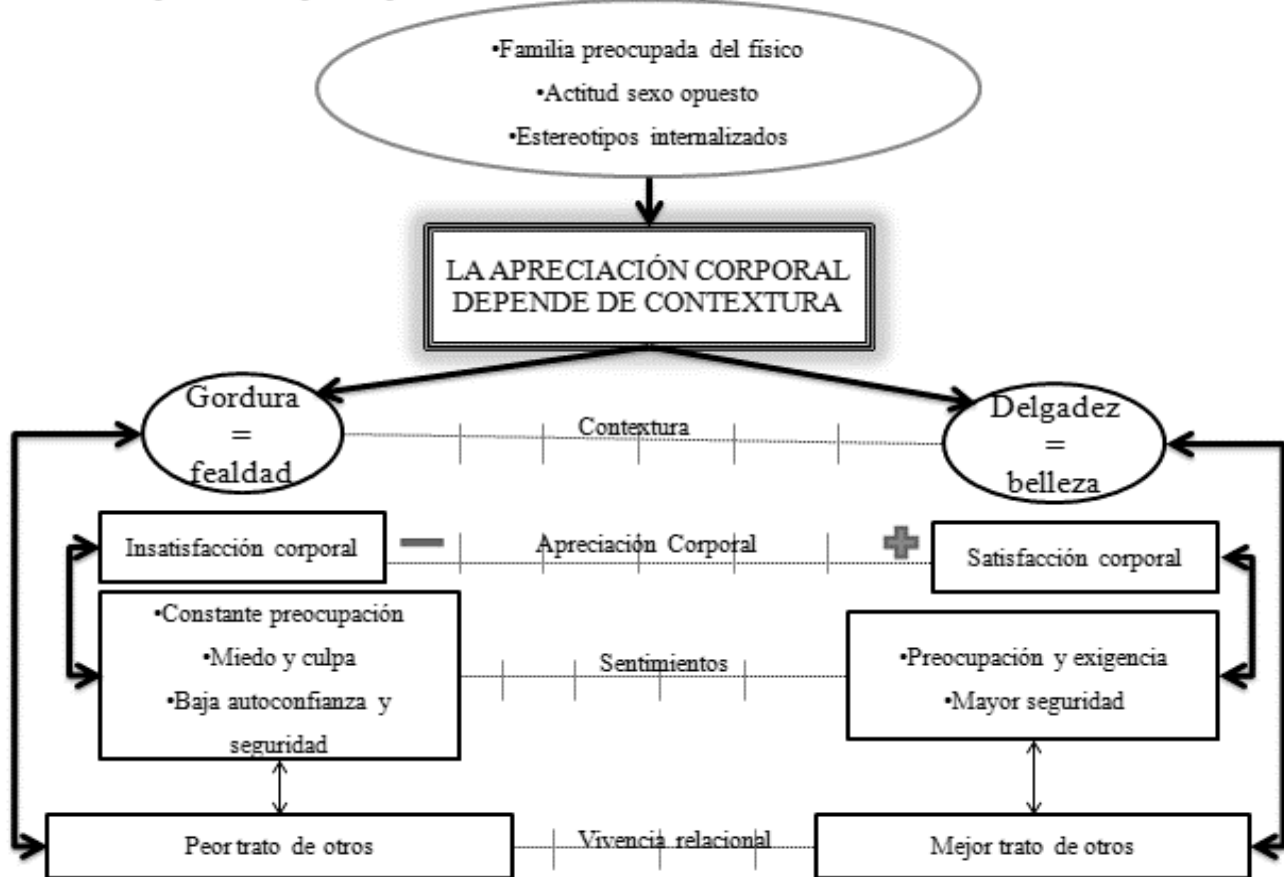 •Familia preocupada del físico
•Actitud sexo opuesto
•Estereotipos internalizados
LA APRECIACIÓN CORPORAL
DEPENDE DE CONTEXTURA
Gordura
=
fealdad
Contextura
Delgadez
=
belleza
Insatisfacción corporal
Apreciación Corporal
Satisfacción corporal
•Constante preocupación
•Miedo y culpa
•Baja autoconfianza y
seguridad
Sentimientos
•Preocupación y exigencia
•Mayor seguridad
Peor trato de otros
Vivencia relacional
Mejor trato de otros